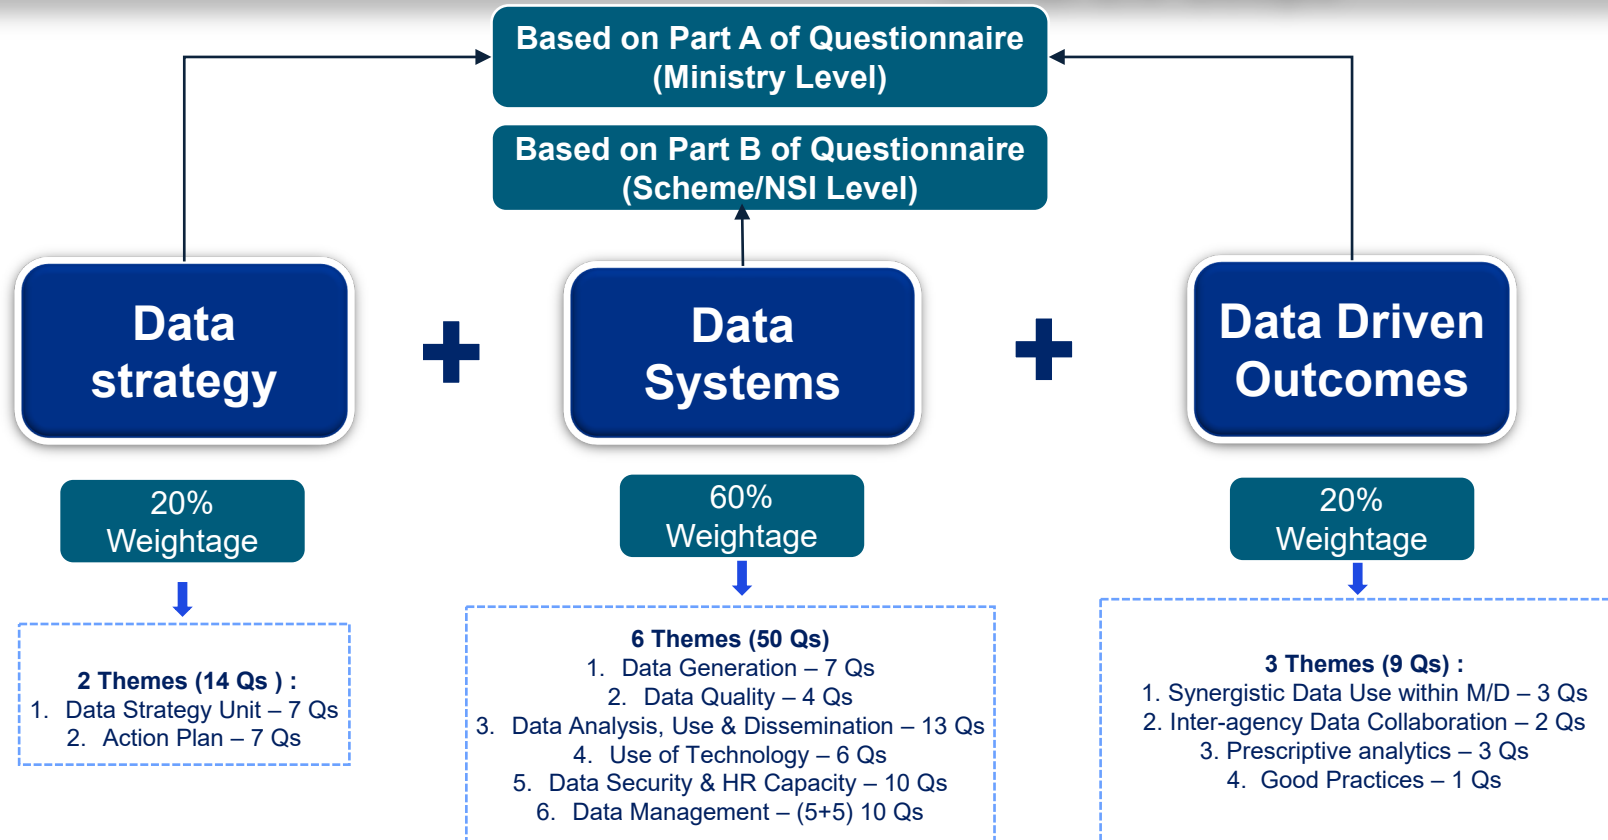 Based on Part A of Questionnaire
(Ministry Level)
Based on Part B of Questionnaire
(Scheme/NSI Level)
Data
strategy
Data
Systems
Data Driven
Outcomes
20%
Weightage
60%
Weightage
20%
Weightage
2 Themes (14 Qs ) :
1. Data Strategy Unit – 7 Qs
2. Action Plan – 7 Qs
6 Themes (50 Qs)
1. Data Generation – 7 Qs
2. Data Quality – 4 Qs
3. Data Analysis, Use & Dissemination – 13 Qs
4. Use of Technology – 6 Qs
5. Data Security & HR Capacity – 10 Qs
6. Data Management – (5+5) 10 Qs
3 Themes (9 Qs) :
1. Synergistic Data Use within M/D – 3 Qs
2. Inter-agency Data Collaboration – 2 Qs
3. Prescriptive analytics – 3 Qs
4. Good Practices – 1 Qs